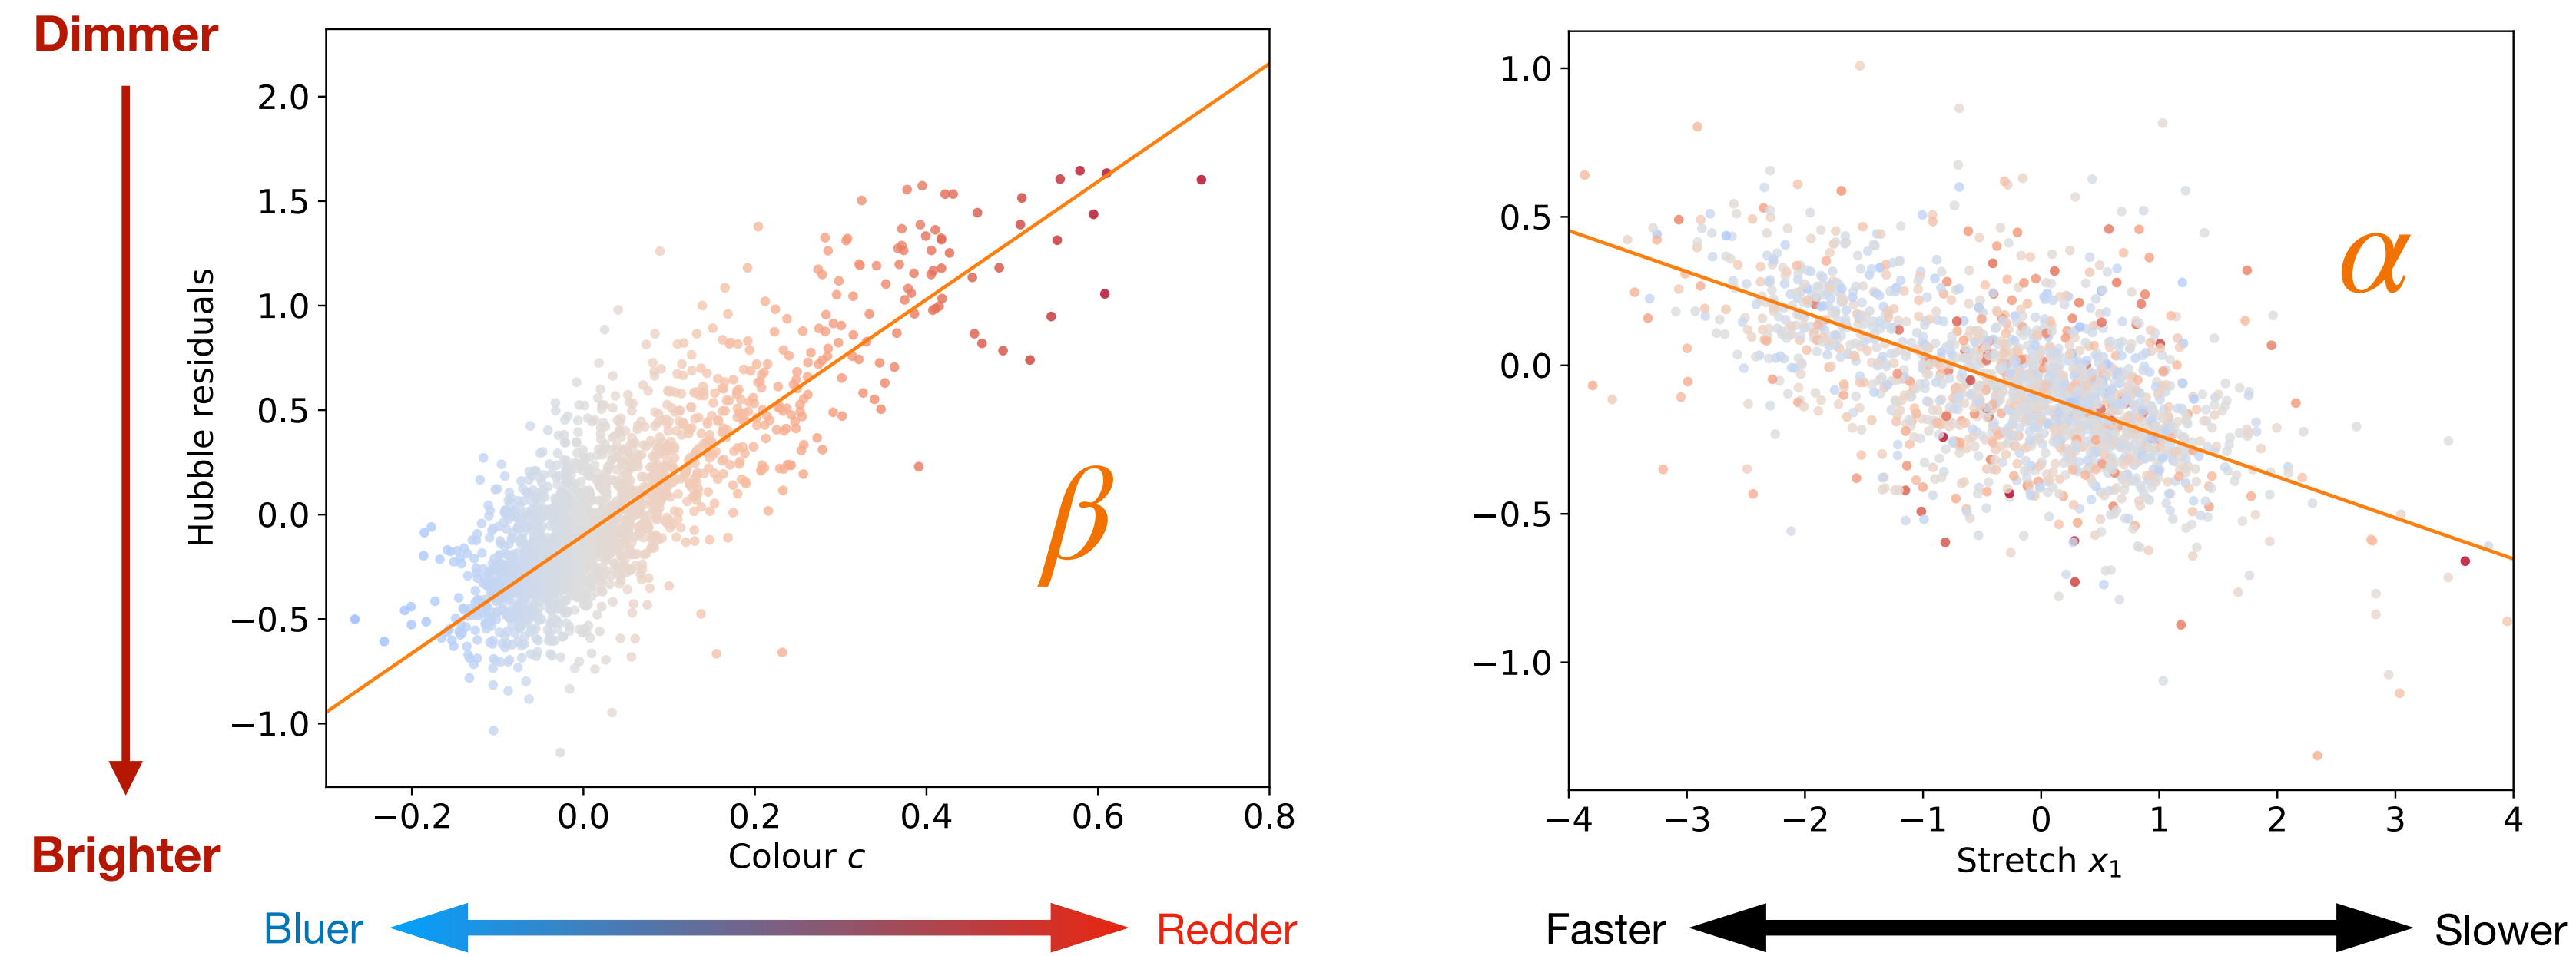 Dimmer
Brighter
Hubble residuals
2.0
1.5
1.0
0.5
0.0
−0.5
−1.0
β
−0.2 0.0 0.2 0.4 0.6 0.8
Colour c
Bluer Redder
1.0
0.5
0.0
−0.5
−1.0
α
−4 −3 −2 −1 0 1 2 3 4
Stretch x₁
Faster Slower